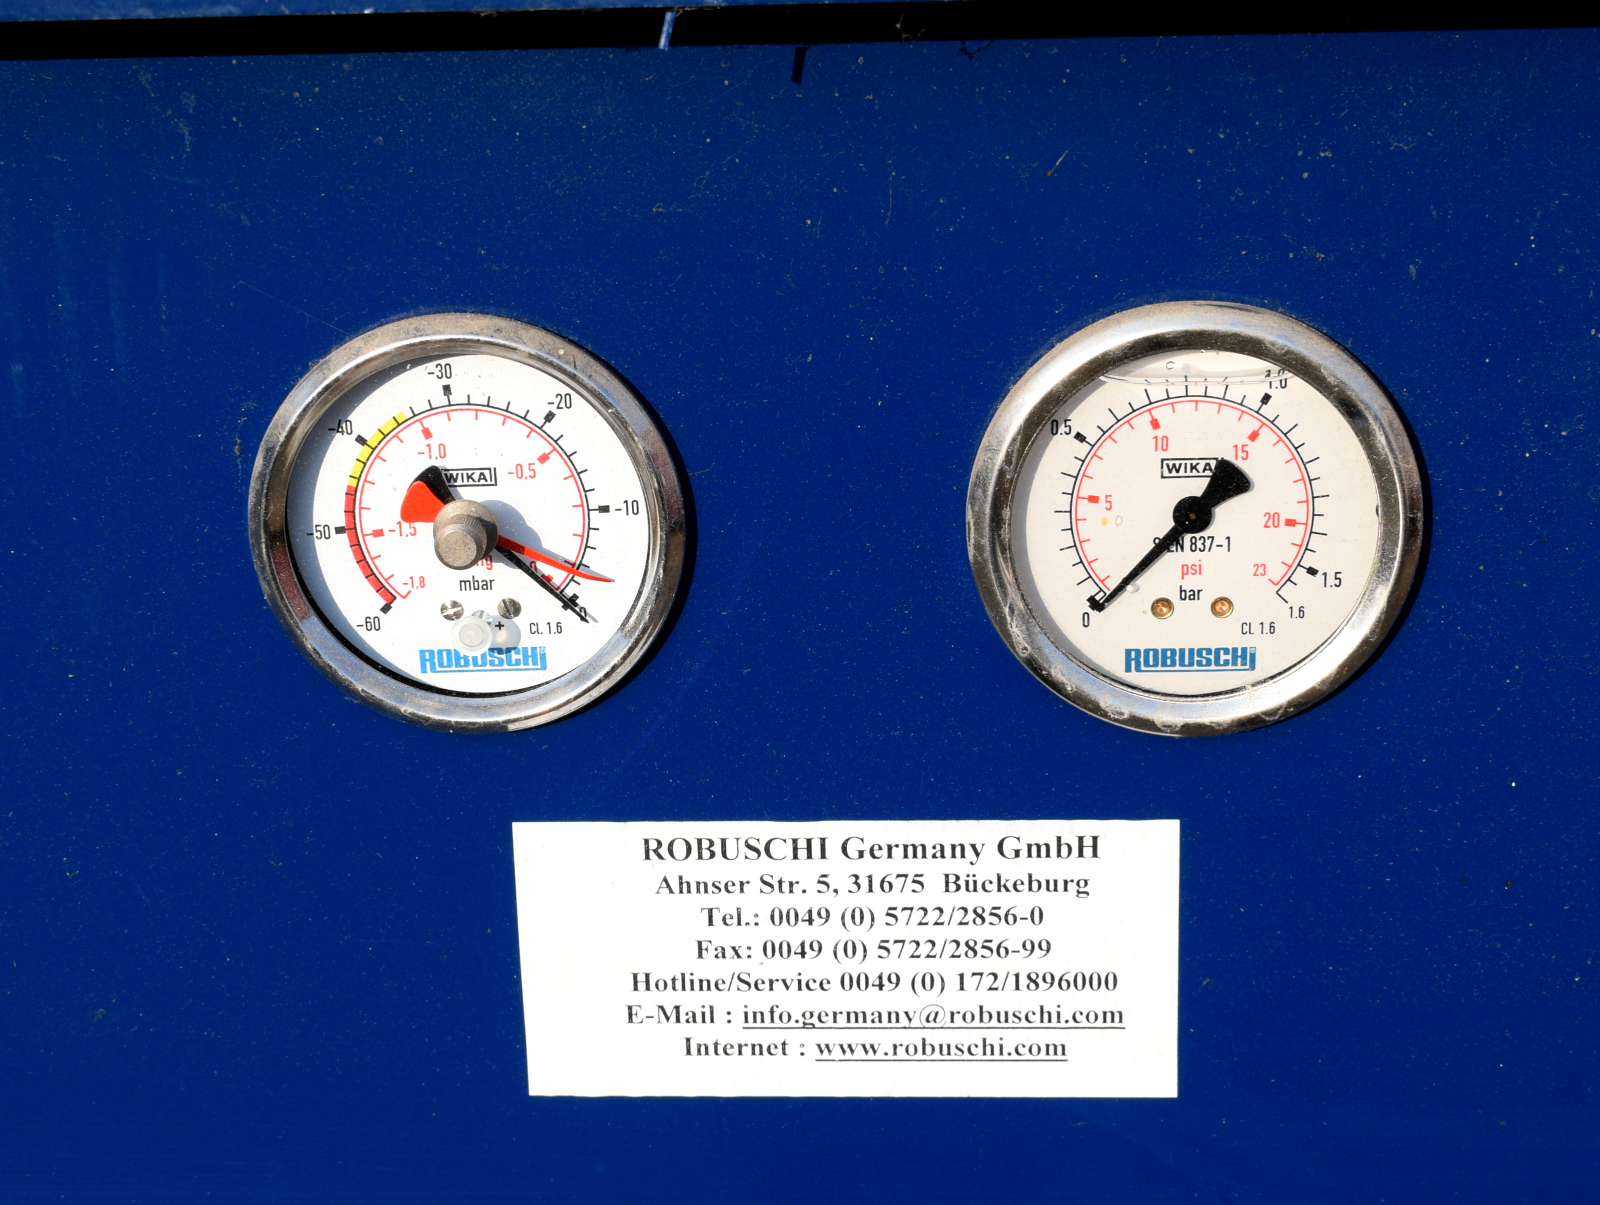 -30
-20
-40
-1,0
-0.5
WIKA
-10
-50
-1,5
0
mbar
-1.8
-60
+
Cl. 1.6
ROBUSCHI
1.0
0.5
10
15
WIKA
5
20
EN 837-1
psi
23
1.5
bar
0
1.6
Cl. 1.6
ROBUSCHI
ROBUSCHI Germany GmbH
Ahnser Str. 5, 31675 Bückeburg
Tel.: 0049 (0) 5722/2856-0
Fax: 0049 (0) 5722/2856-99
Hotline/Service 0049 (0) 172/1896000
E-Mail : info.germany@robuschi.com
Internet : www.robuschi.com